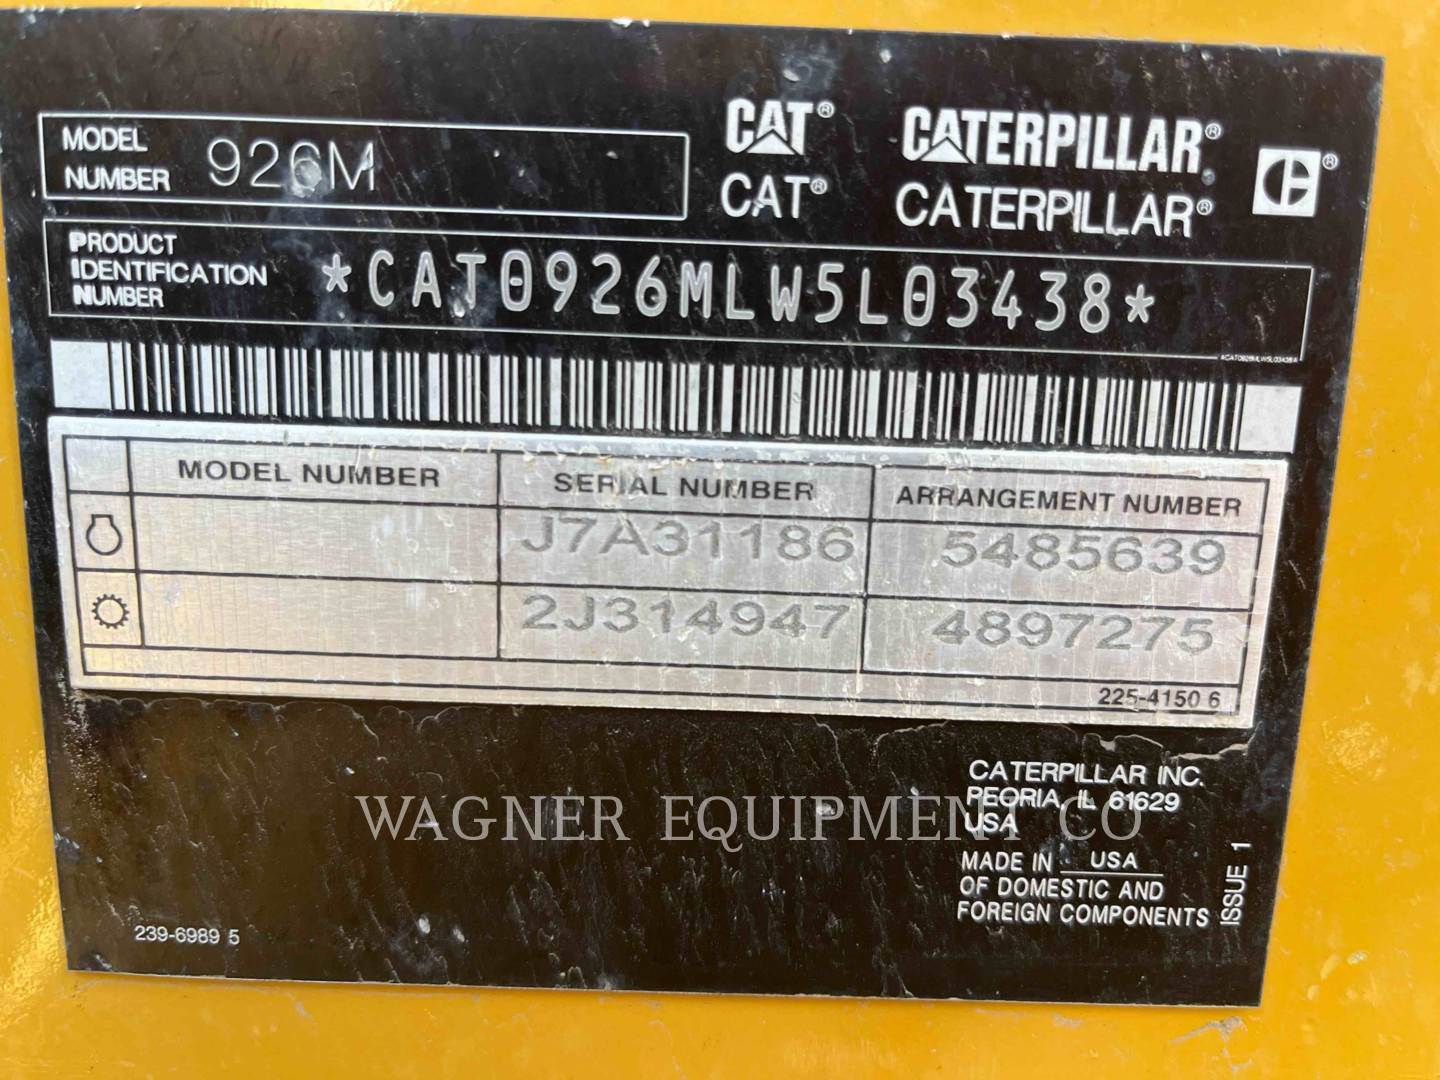 MODEL
NUMBER
926M
CAT® CATERPILLAR®
CAT® CATERPILLAR®
PRODUCT
IDENTIFICATION
NUMBER
*CAT0926MLW5L03438*
*CAT0926MLW5L03438*
MODEL NUMBER SERIAL NUMBER ARRANGEMENT NUMBER
J7A31186 5485639
2J314947 4897275
225-4150 6
CATERPILLAR INC.
PEORIA, IL 61629
USA
WAGNER EQUIPMENT CO
MADE IN USA
OF DOMESTIC AND
FOREIGN COMPONENTS
ISSUE 1
239-6989 5